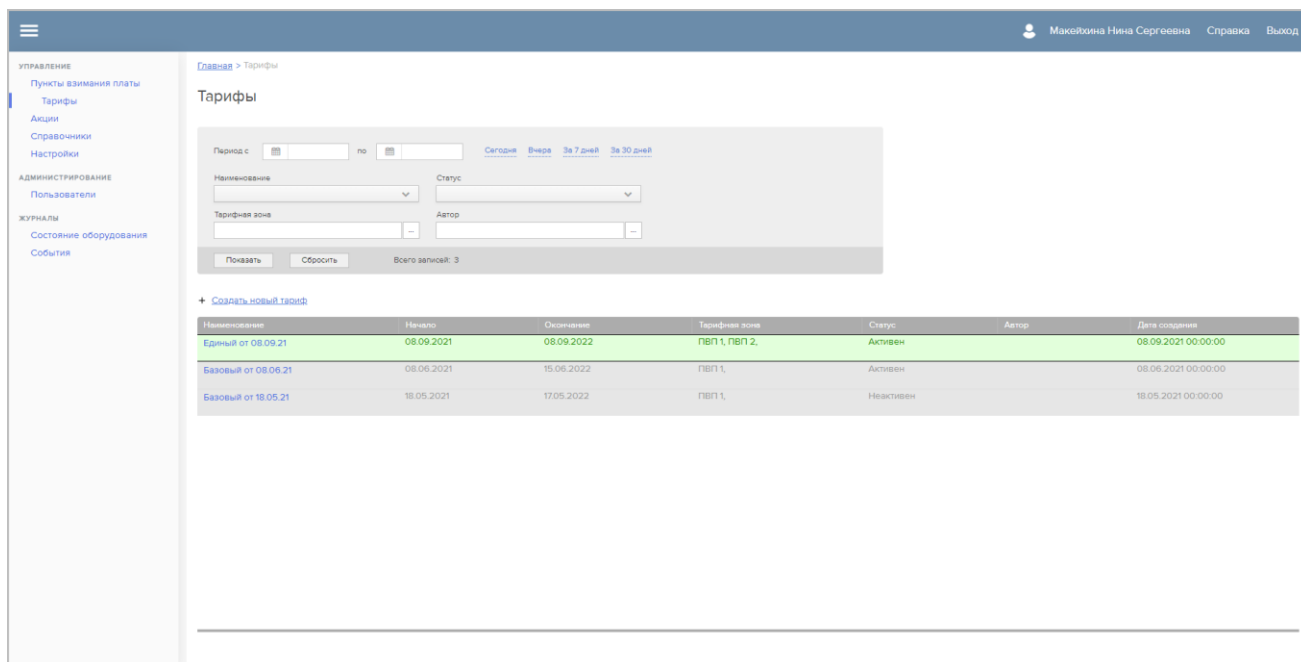 Макейхина Нина Сергеевна Справка Выход
УПРАВЛЕНИЕ
Пункты взимания платы
Тарифы
Акции
Справочники
Настройки
АДМИНИСТРИРОВАНИЕ
Пользователи
ЖУРНАЛЫ
Состояние оборудования
События
Главная > Тарифы
Тарифы
Период с по Сегодня Вчера За 7 дней За 30 дней
Наименование Статус
Тарифная зона Автор
... ...
Показать Сбросить Всего записей: 3
+ Создать новый тариф
Наименование Начало Окончание Тарифная зона Статус Автор Дата создания
Единый от 08.09.21 08.09.2021 08.09.2022 ПВП 1, ПВП 2, Активен 08.09.2021 00:00:00
Базовый от 08.06.21 08.06.2021 15.06.2022 ПВП 1, Активен 08.06.2021 00:00:00
Базовый от 18.05.21 18.05.2021 17.05.2022 ПВП 1, Неактивен 18.05.2021 00:00:00